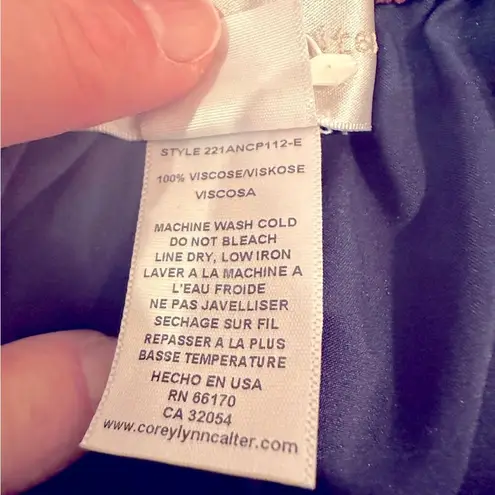 STYLE 221ANCP112-E
100% VISCOSE/VISKOSE
VISCOSA
MACHINE WASH COLD
DO NOT BLEACH
LINE DRY, LOW IRON
LAVER A LA MACHINE A
L'EAU FROIDE
NE PAS JAVELLISER
SECHAGE SUR FIL
REPASSER A LA PLUS
BASSE TEMPERATURE
HECHO EN USA
RN 66170
CA 32054
www.coreylynncalter.com